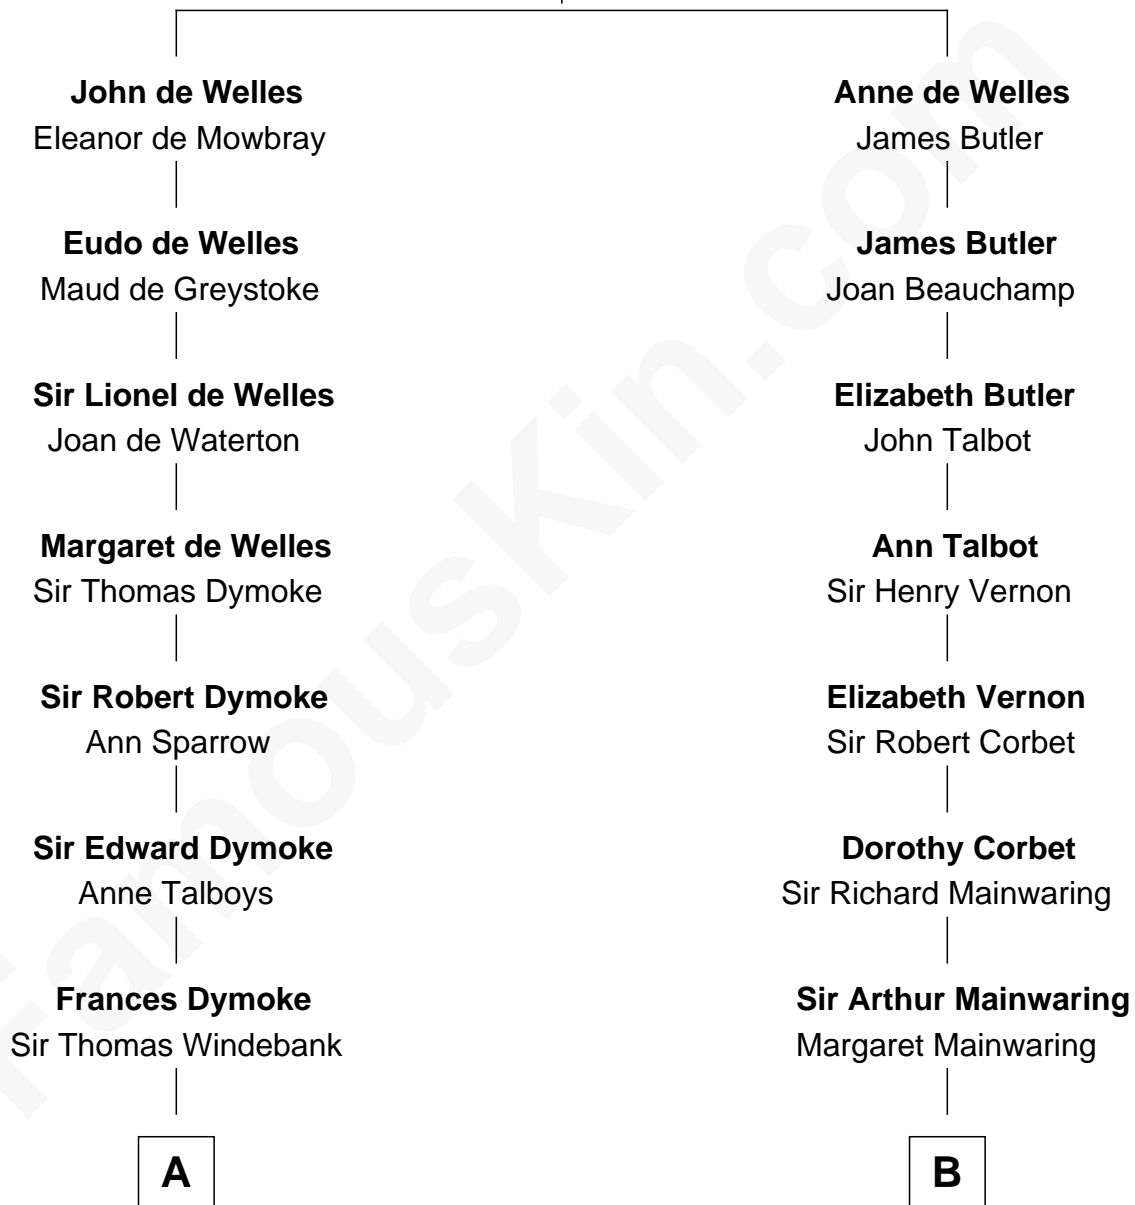 John de Welles
Eleanor de Mowbray
Eudo de Welles
Maud de Greystoke
Sir Lionel de Welles
Joan de Waterton
Margaret de Welles
Sir Thomas Dymoke
Sir Robert Dymoke
Ann Sparrow
Sir Edward Dymoke
Anne Talboys
Frances Dymoke
Sir Thomas Windebank
A
Anne de Welles
James Butler
James Butler
Joan Beauchamp
Elizabeth Butler
John Talbot
Ann Talbot
Sir Henry Vernon
Elizabeth Vernon
Sir Robert Corbet
Dorothy Corbet
Sir Richard Mainwaring
Sir Arthur Mainwaring
Margaret Mainwaring
B
FamousKin.com